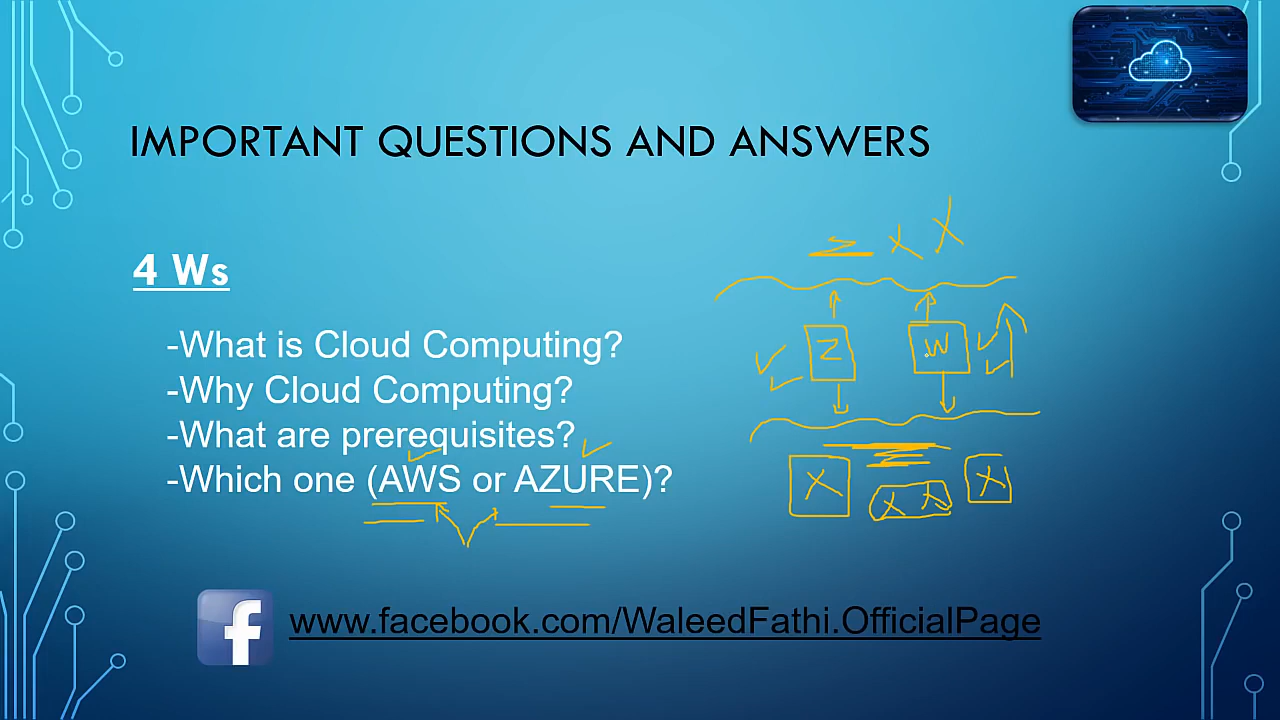 IMPORTANT QUESTIONS AND ANSWERS
4 Ws
-What is Cloud Computing?
-Why Cloud Computing?
-What are prerequisites?
-Which one (AWS or AZURE)?
Z X X
Z W
X X X X
www.facebook.com/WaleedFathi.OfficialPage